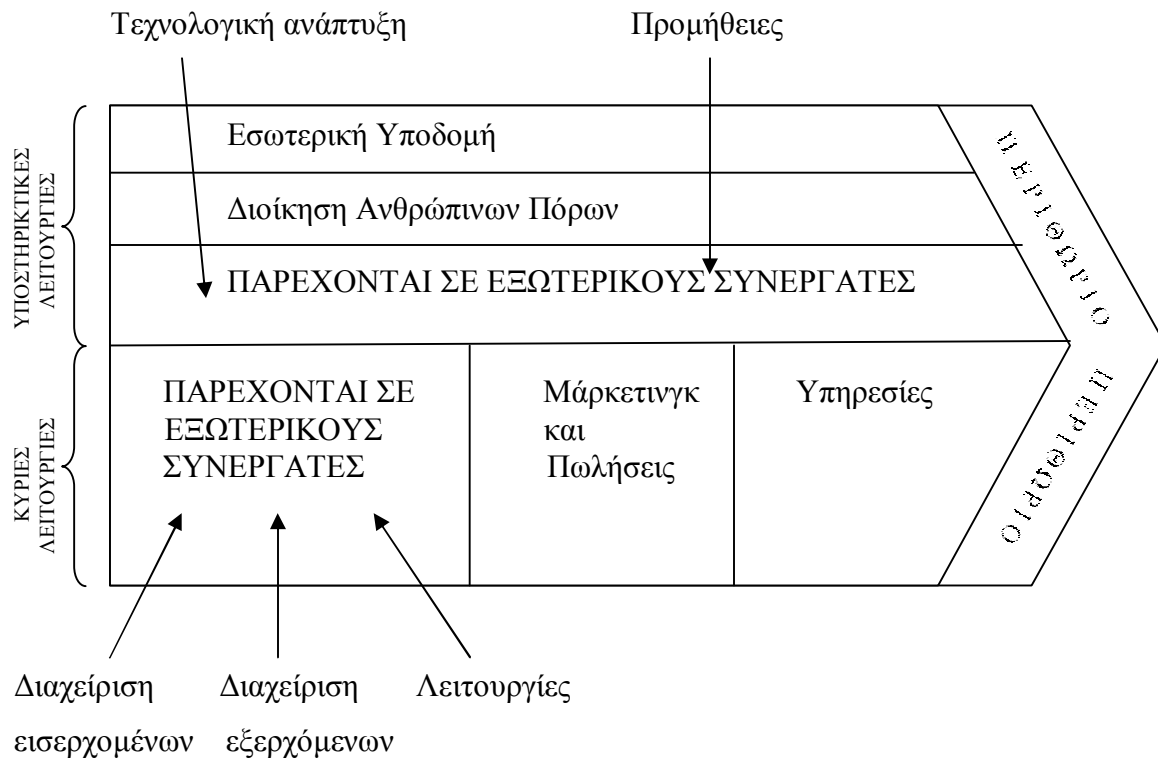 Τεχνολογική ανάπτυξη
Προμήθειες
ΥΠΟΣΤΗΡΙΚΤΙΚΕΣ
ΛΕΙΤΟΥΡΓΙΕΣ
Εσωτερική Υποδομή
Διοίκηση Ανθρώπινων Πόρων
ΠΑΡΕΧΟΝΤΑΙ ΣΕ ΕΞΩΤΕΡΙΚΟΥΣ ΣΥΝΕΡΓΑΤΕΣ
ΠΕΡΙΘΩΡΙΟ
ΚΥΡΙΕΣ
ΛΕΙΤΟΥΡΓΙΕΣ
ΠΑΡΕΧΟΝΤΑΙ ΣΕ
ΕΞΩΤΕΡΙΚΟΥΣ
ΣΥΝΕΡΓΑΤΕΣ
Μάρκετινγκ
και
Πωλήσεις
Υπηρεσίες
ΠΕΡΙΘΩΡΙΟ
Διαχείριση
εισερχομένων
Διαχείριση
εξερχόμενων
Λειτουργίες